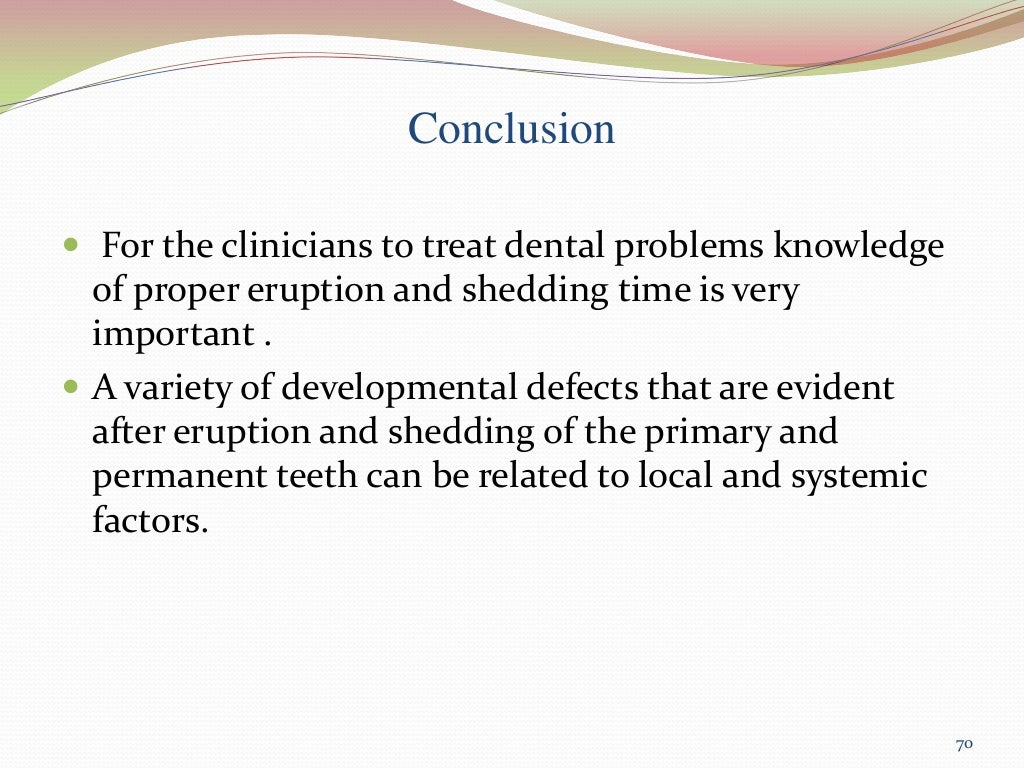 Conclusion
• For the clinicians to treat dental problems knowledge
of proper eruption and shedding time is very
important .
• A variety of developmental defects that are evident
after eruption and shedding of the primary and
permanent teeth can be related to local and systemic
factors.
70